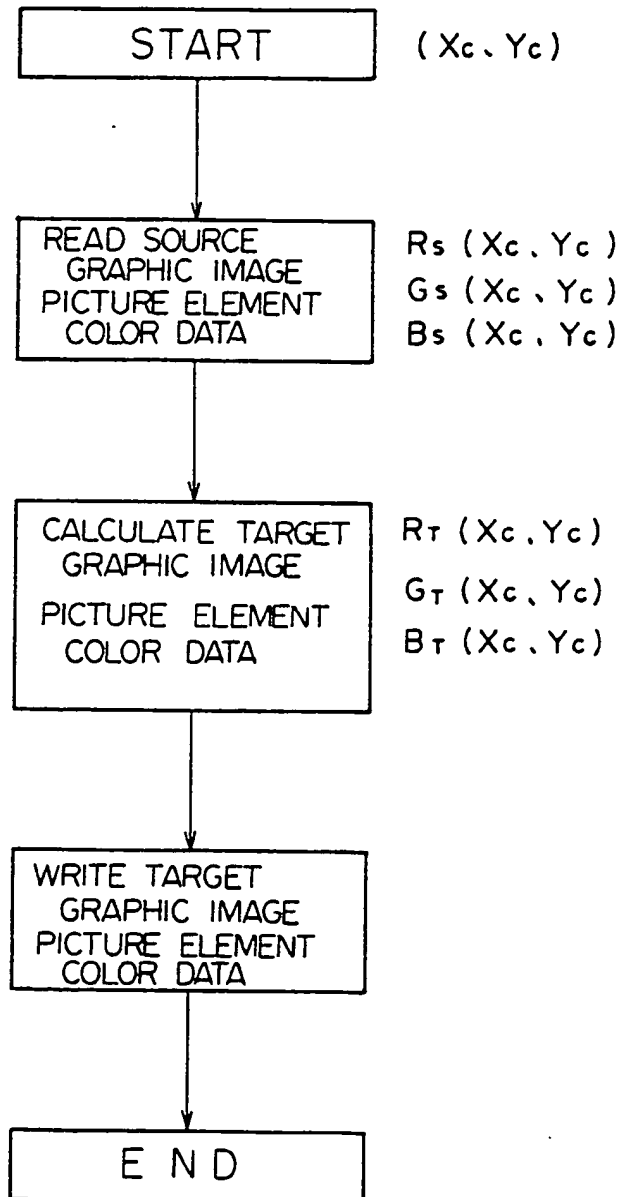 START (Xc、Yc)
READ SOURCE Rs (Xc、Yc)
GRAPHIC IMAGE Gs (Xc、Yc)
PICTURE ELEMENT Bs (Xc、Yc)
COLOR DATA
CALCULATE TARGET RT (Xc、Yc)
GRAPHIC IMAGE GT (Xc、Yc)
PICTURE ELEMENT BT (Xc、Yc)
COLOR DATA
WRITE TARGET
GRAPHIC IMAGE
PICTURE ELEMENT
COLOR DATA
END